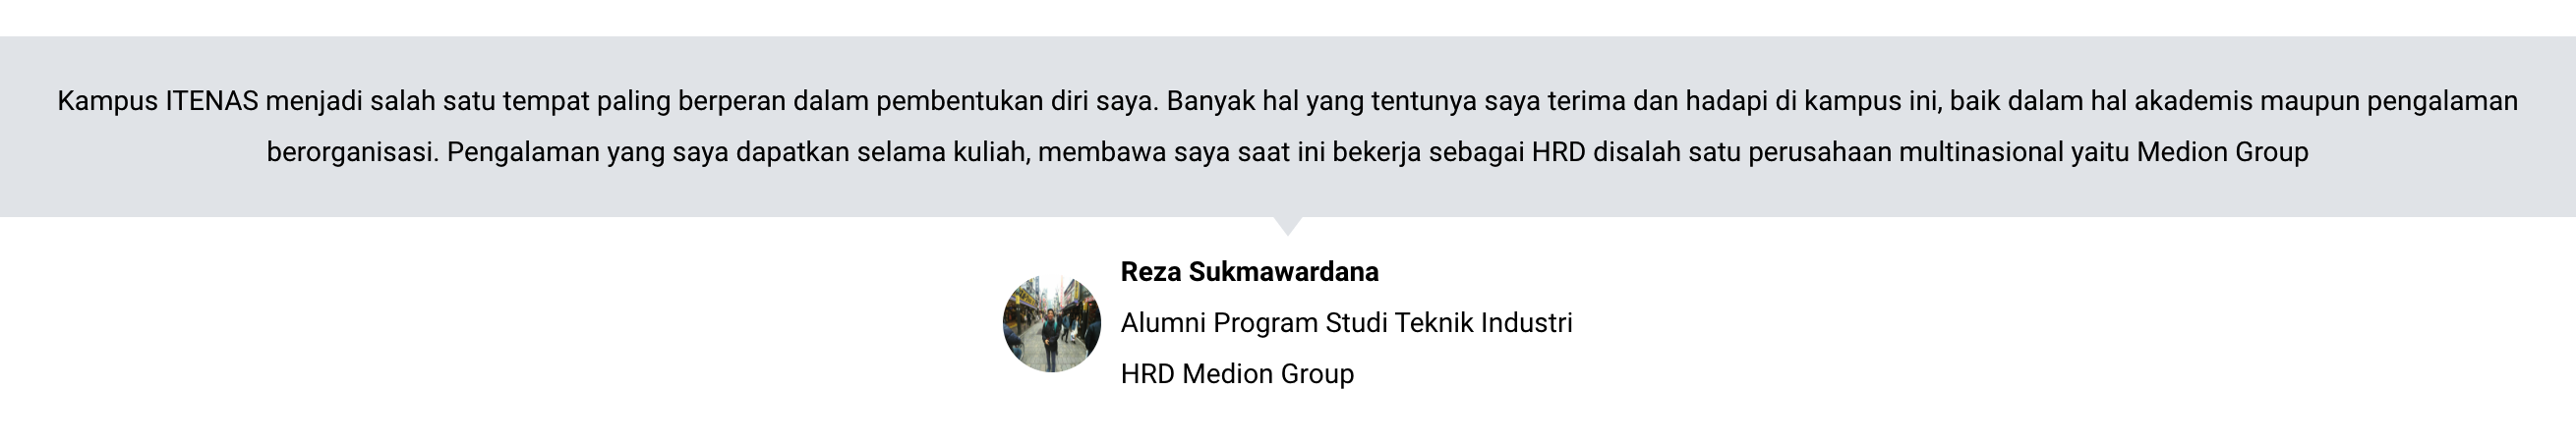 Kampus ITENAS menjadi salah satu tempat paling berperan dalam pembentukan diri saya. Banyak hal yang tentunya saya terima dan hadapi di kampus ini, baik dalam hal akademis maupun pengalaman
berorganisasi. Pengalaman yang saya dapatkan selama kuliah, membawa saya saat ini bekerja sebagai HRD disalah satu perusahaan multinasional yaitu Medion Group
Reza Sukmawardana
Alumni Program Studi Teknik Industri
HRD Medion Group